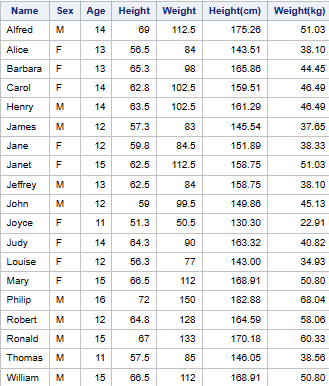 Name Sex Age Height Weight Height(cm) Weight(kg)
Alfred M 14 69 112.5 175.26 51.03
Alice F 13 56.5 84 143.51 38.10
Barbara F 13 65.3 98 165.86 44.45
Carol F 14 62.8 102.5 159.51 46.49
Henry M 14 63.5 102.5 161.29 46.49
James M 12 57.3 83 145.54 37.65
Jane F 12 59.8 84.5 151.89 38.33
Janet F 15 62.5 112.5 158.75 51.03
Jeffrey M 13 62.5 84 158.75 38.10
John M 12 59 99.5 149.86 45.13
Joyce F 11 51.3 50.5 130.30 22.91
Judy F 14 64.3 90 163.32 40.82
Louise F 12 56.3 77 143.00 34.93
Mary F 15 66.5 112 168.91 50.80
Philip M 16 72 150 182.88 68.04
Robert M 12 64.8 128 164.59 58.06
Ronald M 15 67 133 170.18 60.33
Thomas M 11 57.5 85 146.05 38.56
William M 15 66.5 112 168.91 50.80